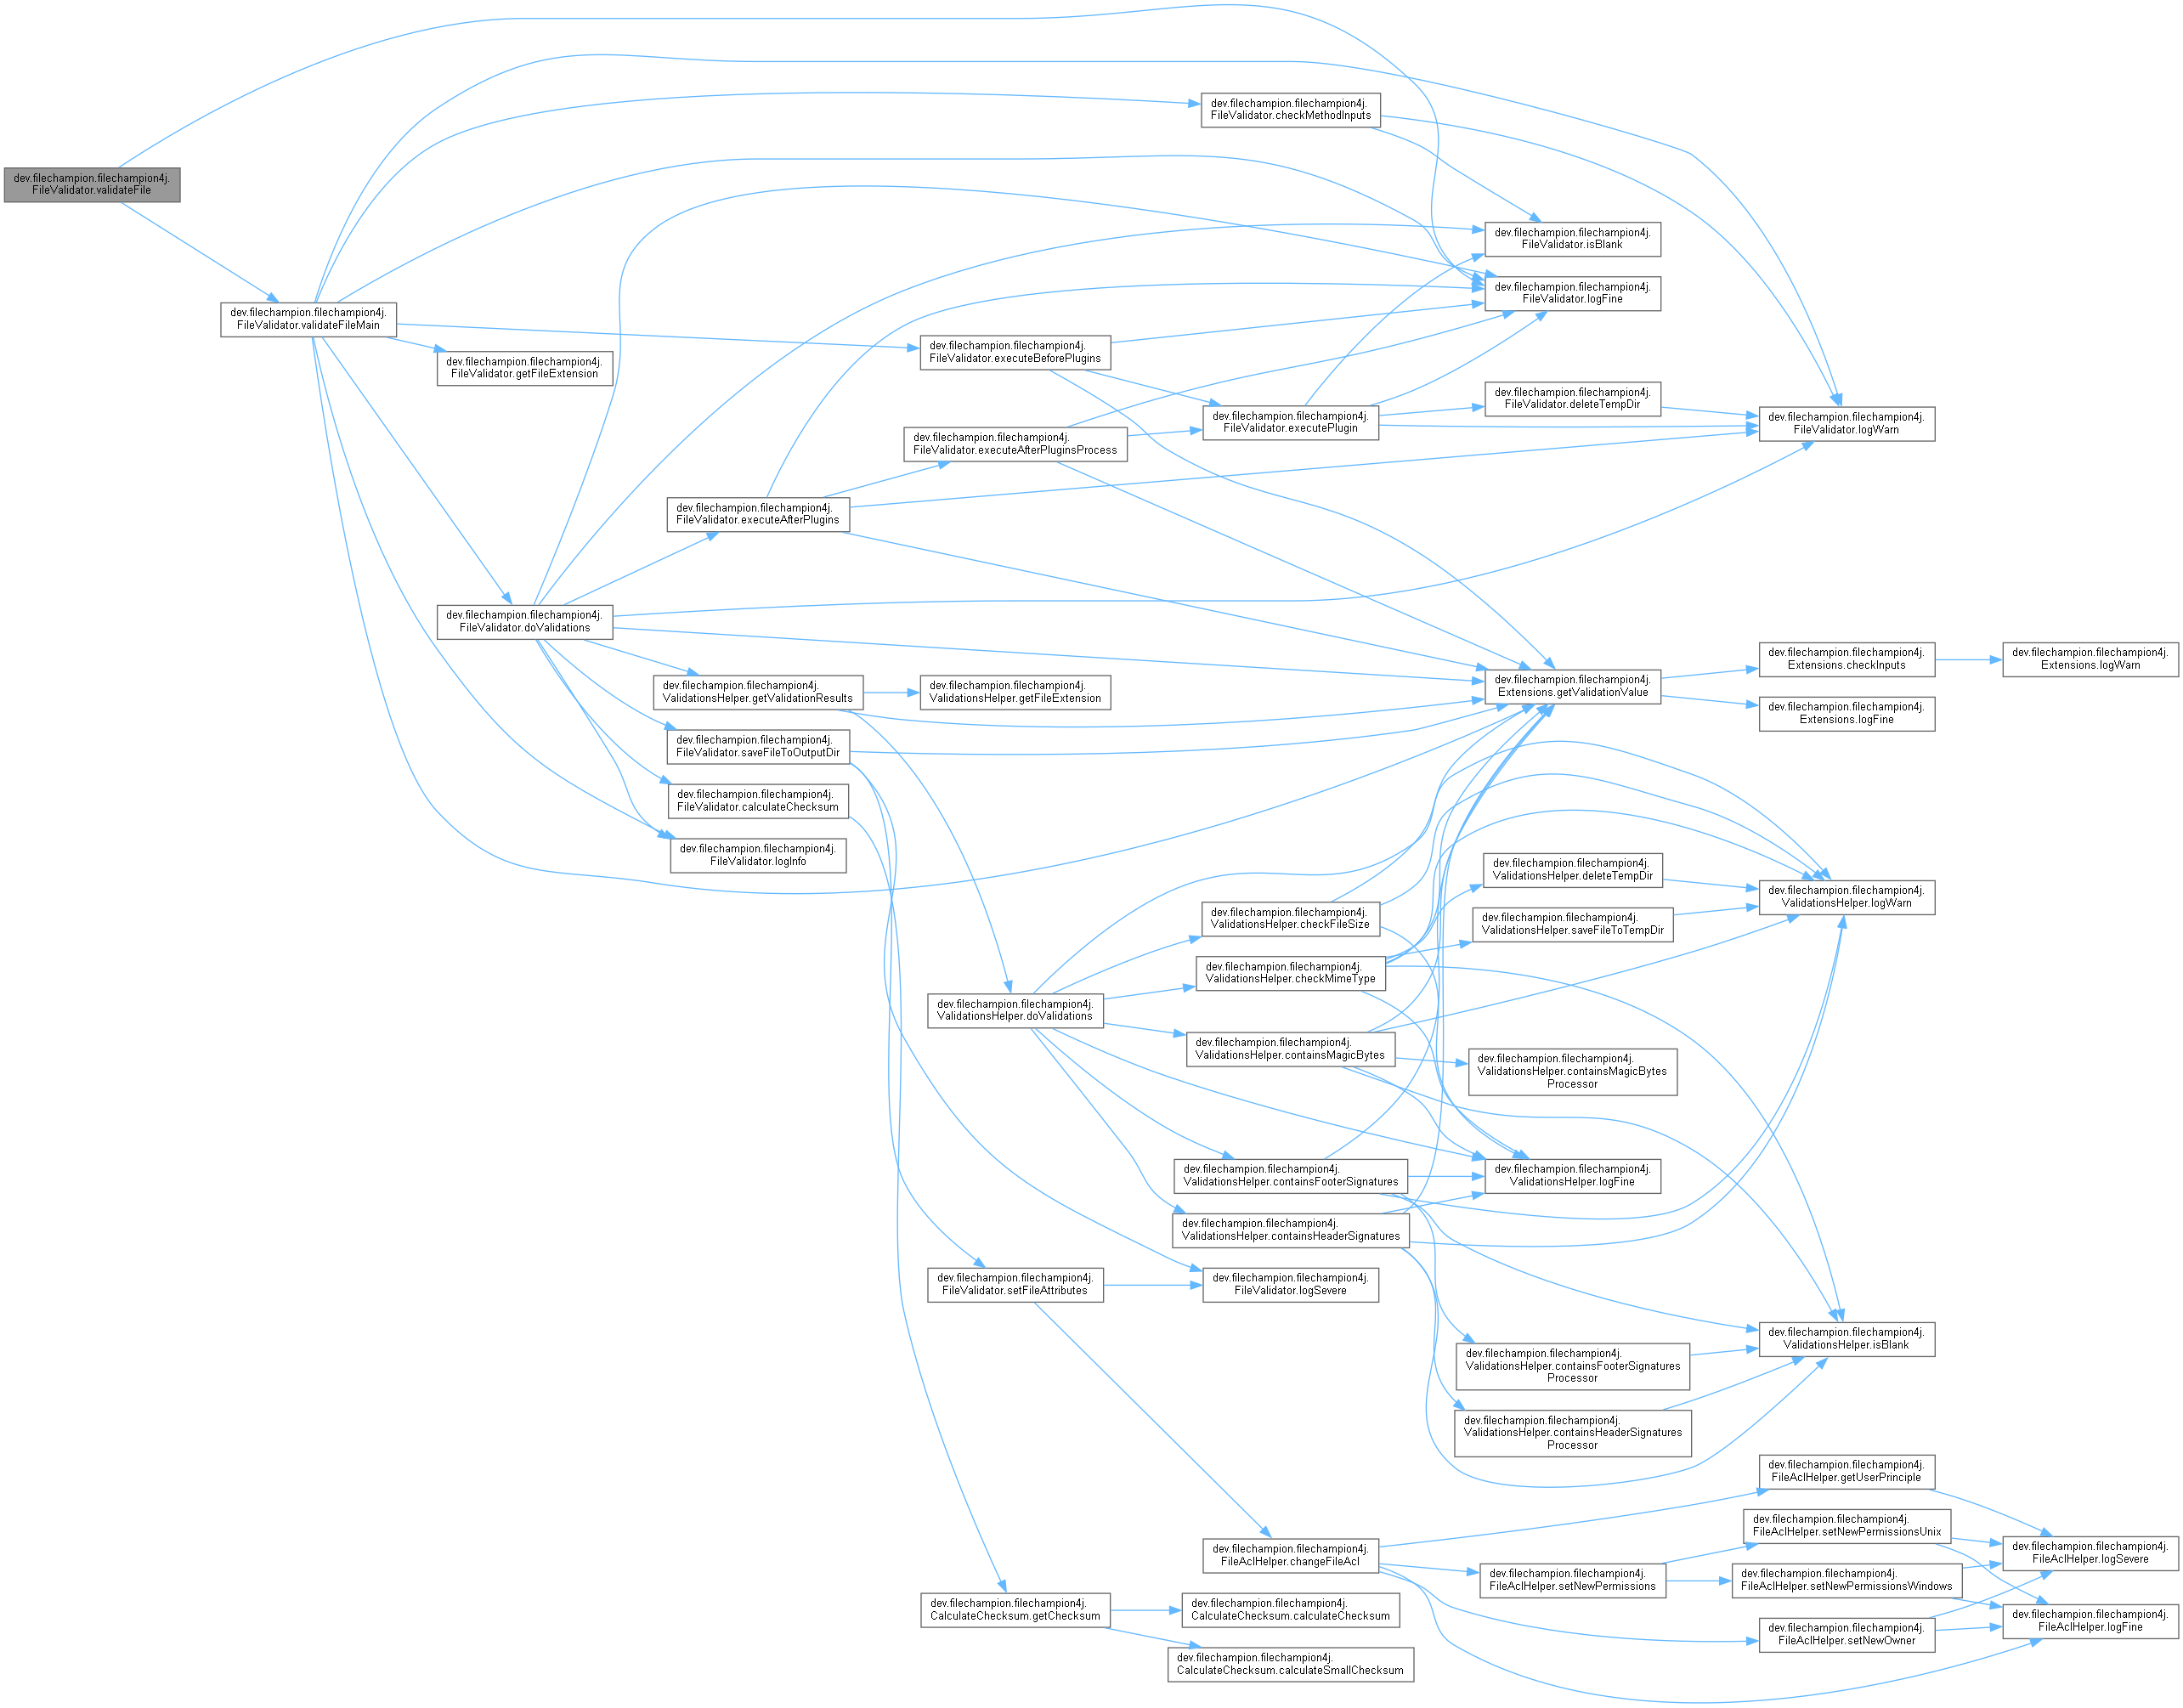 dev.filechampion.filechampion4j.
FileValidator.validateFile
dev.filechampion.filechampion4j.
FileValidator.validateFileMain
dev.filechampion.filechampion4j.
FileValidator.getFileExtension
dev.filechampion.filechampion4j.
FileValidator.doValidations
dev.filechampion.filechampion4j.
FileValidator.executeAfterPlugins
dev.filechampion.filechampion4j.
ValidationsHelper.getValidationResults
dev.filechampion.filechampion4j.
FileValidator.saveFileToOutputDir
dev.filechampion.filechampion4j.
FileValidator.calculateChecksum
dev.filechampion.filechampion4j.
FileValidator.logInfo
dev.filechampion.filechampion4j.
FileValidator.executeBeforePlugins
dev.filechampion.filechampion4j.
FileValidator.executeAfterPluginsProcess
dev.filechampion.filechampion4j.
ValidationsHelper.getFileExtension
dev.filechampion.filechampion4j.
ValidationsHelper.doValidations
dev.filechampion.filechampion4j.
FileValidator.setFileAttributes
dev.filechampion.filechampion4j.
CalculateChecksum.getChecksum
dev.filechampion.filechampion4j.
FileValidator.checkMethodInputs
dev.filechampion.filechampion4j.
FileValidator.executePlugin
dev.filechampion.filechampion4j.
ValidationsHelper.checkFileSize
dev.filechampion.filechampion4j.
ValidationsHelper.checkMimeType
dev.filechampion.filechampion4j.
ValidationsHelper.containsMagicBytes
dev.filechampion.filechampion4j.
ValidationsHelper.containsFooterSignatures
dev.filechampion.filechampion4j.
ValidationsHelper.containsHeaderSignatures
dev.filechampion.filechampion4j.
FileValidator.logSevere
dev.filechampion.filechampion4j.
FileAclHelper.changeFileAcl
dev.filechampion.filechampion4j.
CalculateChecksum.calculateChecksum
dev.filechampion.filechampion4j.
CalculateChecksum.calculateSmallChecksum
dev.filechampion.filechampion4j.
FileValidator.isBlank
dev.filechampion.filechampion4j.
FileValidator.logFine
dev.filechampion.filechampion4j.
FileValidator.deleteTempDir
dev.filechampion.filechampion4j.
Extensions.getValidationValue
dev.filechampion.filechampion4j.
ValidationsHelper.deleteTempDir
dev.filechampion.filechampion4j.
ValidationsHelper.saveFileToTempDir
dev.filechampion.filechampion4j.
ValidationsHelper.containsMagicBytes
Processor
dev.filechampion.filechampion4j.
ValidationsHelper.logFine
dev.filechampion.filechampion4j.
ValidationsHelper.containsFooterSignatures
Processor
dev.filechampion.filechampion4j.
ValidationsHelper.containsHeaderSignatures
Processor
dev.filechampion.filechampion4j.
FileAclHelper.setNewPermissions
dev.filechampion.filechampion4j.
FileValidator.logWarn
dev.filechampion.filechampion4j.
Extensions.checkInputs
dev.filechampion.filechampion4j.
Extensions.logFine
dev.filechampion.filechampion4j.
ValidationsHelper.logWarn
dev.filechampion.filechampion4j.
ValidationsHelper.isBlank
dev.filechampion.filechampion4j.
FileAclHelper.getUserPrinciple
dev.filechampion.filechampion4j.
FileAclHelper.setNewPermissionsUnix
dev.filechampion.filechampion4j.
FileAclHelper.setNewPermissionsWindows
dev.filechampion.filechampion4j.
FileAclHelper.setNewOwner
dev.filechampion.filechampion4j.
Extensions.logWarn
dev.filechampion.filechampion4j.
FileAclHelper.logSevere
dev.filechampion.filechampion4j.
FileAclHelper.logFine